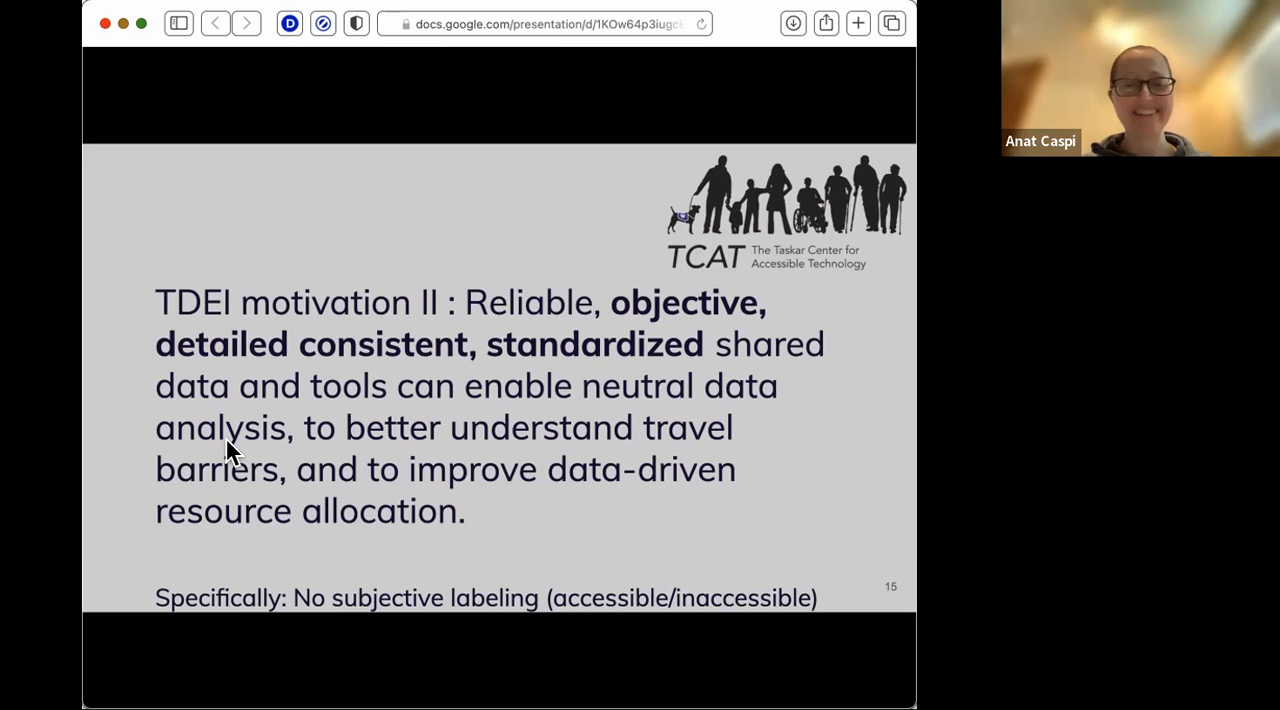 docs.google.com/presentation/d/1KOw64p3iugc
Anat Caspi
TCAT The Taskar Center for
Accessible Technology
TDEI motivation II : Reliable, objective,
detailed consistent, standardized shared
data and tools can enable neutral data
analysis, to better understand travel
barriers, and to improve data-driven
resource allocation.
15
Specifically: No subjective labeling (accessible/inaccessible)